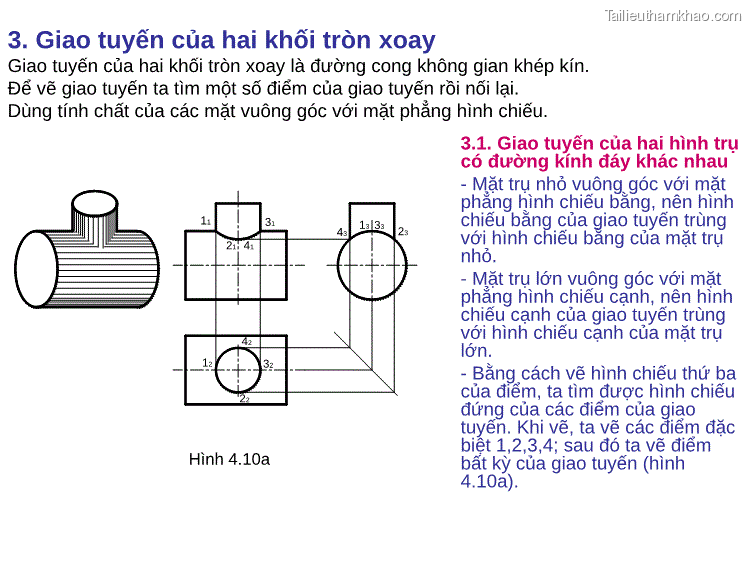 Tailieuthamkhao.com
3. Giao tuyến của hai khối tròn xoay
Giao tuyến của hai khối tròn xoay là đường cong không gian khép kín.
Để vẽ giao tuyến ta tìm một số điểm của giao tuyến rồi nối lại.
Dùng tính chất của các mặt vuông góc với mặt phẳng hình chiếu.
3.1. Giao tuyến của hai hình trụ
có đường kính đáy khác nhau
- Mặt trụ nhỏ vuông góc với mặt
phẳng hình chiếu bằng, nên hình
chiếu bằng của giao tuyến trùng
với hình chiếu bằng của mặt trụ
nhỏ.
- Mặt trụ lớn vuông góc với mặt
phẳng hình chiếu cạnh, nên hình
chiếu cạnh của giao tuyến trùng
với hình chiếu cạnh của mặt trụ
lớn.
- Bằng cách vẽ hình chiếu thứ ba
của điểm, ta tìm được hình chiếu
đứng của các điểm của giao
tuyến. Khi vẽ, ta vẽ các điểm đặc
biệt 1,2,3,4; sau đó ta vẽ điểm
bất kỳ của giao tuyến (hình
4.10a).
1₁ 3₁
2₁ 4₁
4₃ 1₃ 3₃ 2₃
4₂
1₂ 3₂
2₂
Hình 4.10a